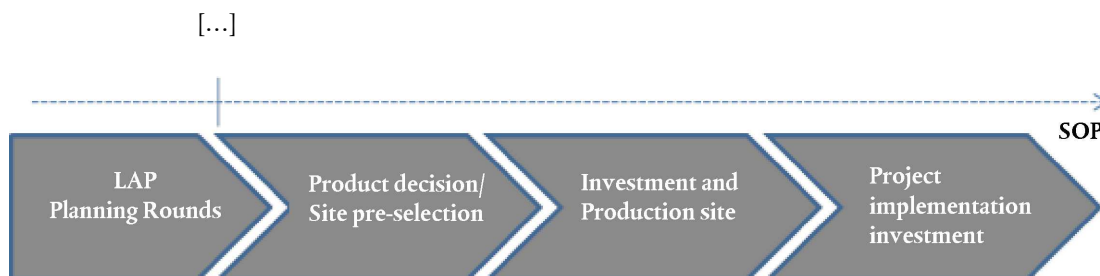 [...]
SOP
LAP
Planning Rounds
Product decision/
Site pre-selection
Investment and
Production site
Project
implementation
investment